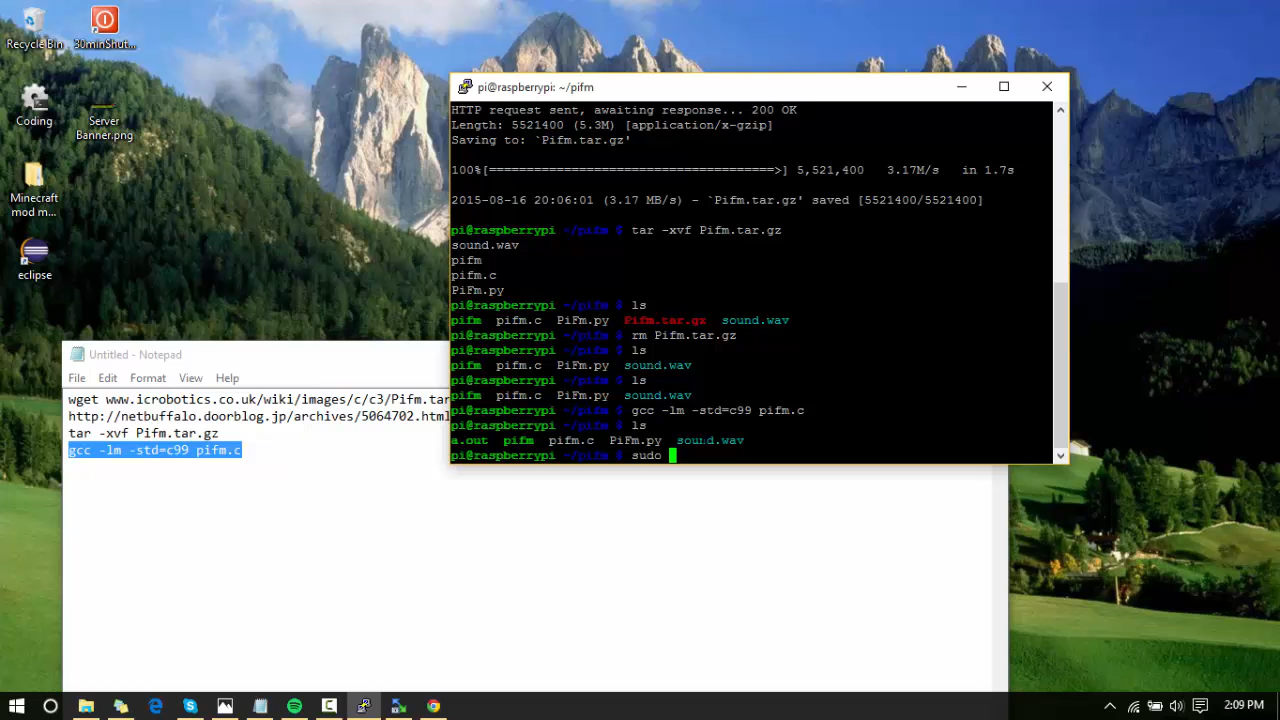 Recycle Bin
30minShut...
Coding
Server
Banner.png
Minecraft
mod m...
eclipse
pi@raspberrypi: ~/pifm
HTTP request sent, awaiting response... 200 OK
Length: 5521400 (5.3M) [application/x-gzip]
Saving to: `Pifm.tar.gz'
100%[======================================>] 5,521,400   3.17M/s   in 1.7s
2015-08-16 20:06:01 (3.17 MB/s) - `Pifm.tar.gz' saved [5521400/5521400]
pi@raspberrypi ~/pifm $ tar -xvf Pifm.tar.gz
sound.wav
pifm
pifm.c
PiFm.py
pi@raspberrypi ~/pifm $ ls
pifm  pifm.c  PiFm.py  Pifm.tar.gz  sound.wav
pi@raspberrypi ~/pifm $ rm Pifm.tar.gz
pi@raspberrypi ~/pifm $ ls
pifm  pifm.c  PiFm.py  sound.wav
pi@raspberrypi ~/pifm $ ls
pifm  pifm.c  PiFm.py  sound.wav
pi@raspberrypi ~/pifm $ gcc -lm -std=c99 pifm.c
pi@raspberrypi ~/pifm $ ls
a.out  pifm  pifm.c  PiFm.py  sound.wav
pi@raspberrypi ~/pifm $ sudo
Untitled - Notepad
File Edit Format View Help
wget www.icrobotics.co.uk/wiki/images/c/c3/Pifm.tar
http://netbuffalo.doorblog.jp/archives/5064702.html
tar -xvf Pifm.tar.gz
gcc -lm -std=c99 pifm.c
2:09 PM